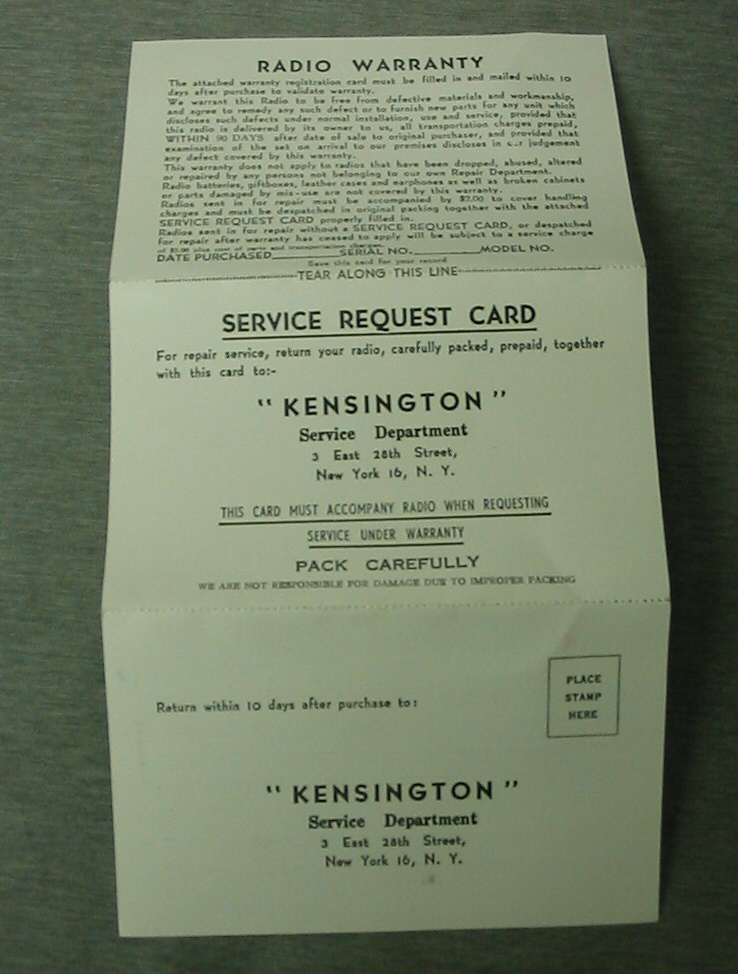 RADIO WARRANTY
The attached warranty registration card must be filled in and mailed within 10
days after purchase to validate warranty.
We warrant this Radio to be free from defective materials and workmanship,
and agree to remedy any such defect or to furnish new parts for any unit which
discloses such defects under normal installation, use and service, provided that
this radio is delivered by its owner to us, all transportation charges prepaid,
WITHIN 90 DAYS after date of sale to original purchaser, and provided that
examination of the set on arrival to our premises discloses in our judgement
any defect covered by this warranty.
This warranty does not apply to radios that have been dropped, abused, altered
or repaired by any persons not belonging to our own Repair Department.
Radio batteries, giftboxes, leather cases and earphones as well as broken cabinets
or parts damaged by mis-use are not covered by this warranty.
Radios sent in for repair must be accompanied by $2.00 to cover handling
charges and must be despatched in original packing together with the attached
SERVICE REQUEST CARD properly filled in.
Radios sent in for repair without a SERVICE REQUEST CARD, or despatched
for repair after warranty has ceased to apply will be subject to a service charge
of $2.00 plus cost of parts and transportation charges.
DATE PURCHASED____________SERIAL NO.____________MODEL NO.
Save this card for your record
TEAR ALONG THIS LINE
SERVICE REQUEST CARD
For repair service, return your radio, carefully packed, prepaid, together
with this card to:-
"KENSINGTON"
Service Department
3 East 28th Street,
New York 16, N. Y.
THIS CARD MUST ACCOMPANY RADIO WHEN REQUESTING
SERVICE UNDER WARRANTY
PACK CAREFULLY
WE ARE NOT RESPONSIBLE FOR DAMAGE DUE TO IMPROPER PACKING
PLACE
STAMP
HERE
Return within 10 days after purchase to:
"KENSINGTON"
Service Department
3 East 28th Street,
New York 16, N. Y.